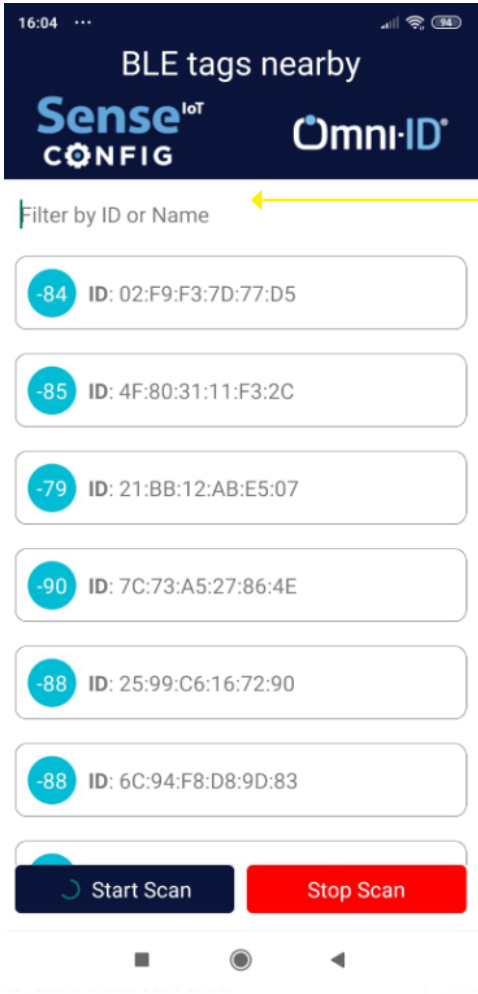 16:04 ... 94
BLE tags nearby
Sense IoT
CONFIG
Omni-ID®
Filter by ID or Name
-84 ID: 02:F9:F3:7D:77:D5
-85 ID: 4F:80:31:11:F3:2C
-79 ID: 21:BB:12:AB:E5:07
-90 ID: 7C:73:A5:27:86:4E
-88 ID: 25:99:C6:16:72:90
-88 ID: 6C:94:F8:D8:9D:83
Start Scan Stop Scan